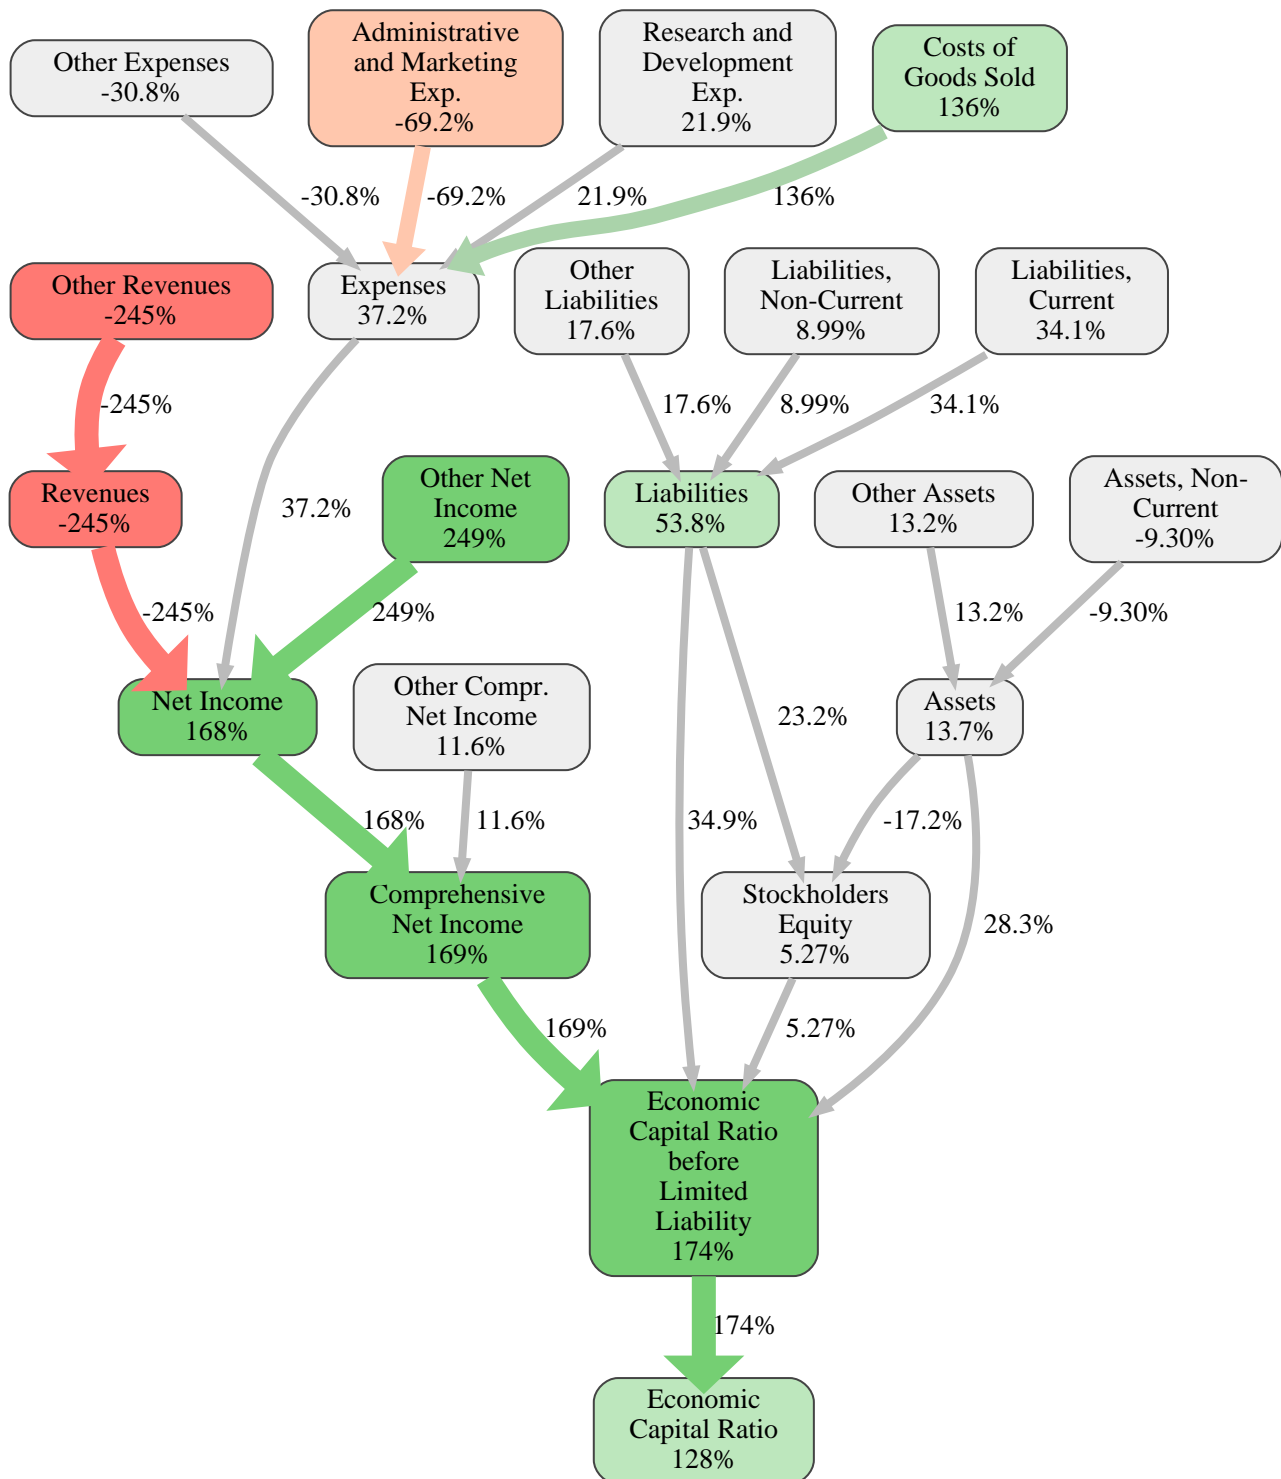 Other Expenses
-30.8%
Administrative
and Marketing
Exp.
-69.2%
Research and
Development
Exp.
21.9%
Costs of
Goods Sold
136%
-30.8%
-69.2%
21.9%
136%
Other Revenues
-245%
Expenses
37.2%
Other
Liabilities
17.6%
Liabilities,
Non-Current
8.99%
Liabilities,
Current
34.1%
-245%
17.6%
8.99%
34.1%
Revenues
-245%
37.2%
Other Net
Income
249%
Liabilities
53.8%
Other Assets
13.2%
Assets, Non-
Current
-9.30%
-245%
249%
13.2%
-9.30%
Net Income
168%
Other Compr.
Net Income
11.6%
23.2%
Assets
13.7%
168%
11.6%
34.9%
-17.2%
Comprehensive
Net Income
169%
Stockholders
Equity
5.27%
28.3%
169%
5.27%
Economic
Capital Ratio
before
Limited
Liability
174%
174%
Economic
Capital Ratio
128%